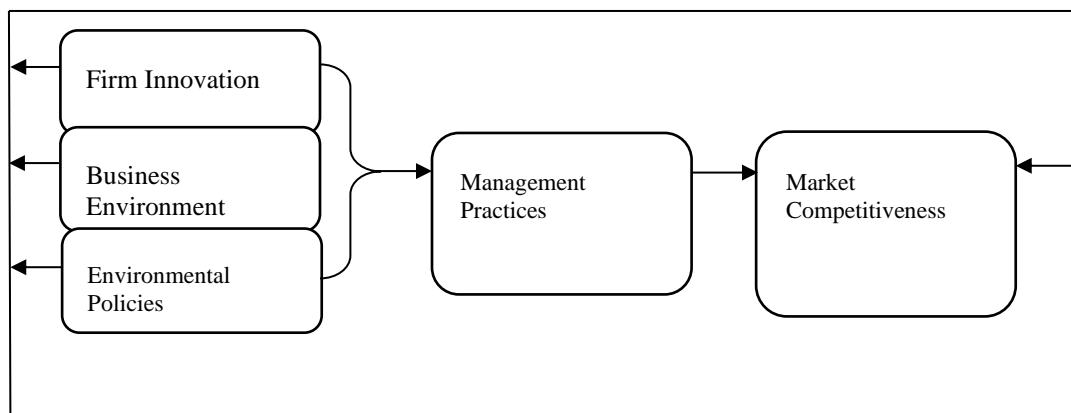 Firm Innovation
Business
Environment
Environmental
Policies
Management
Practices
Market
Competitiveness